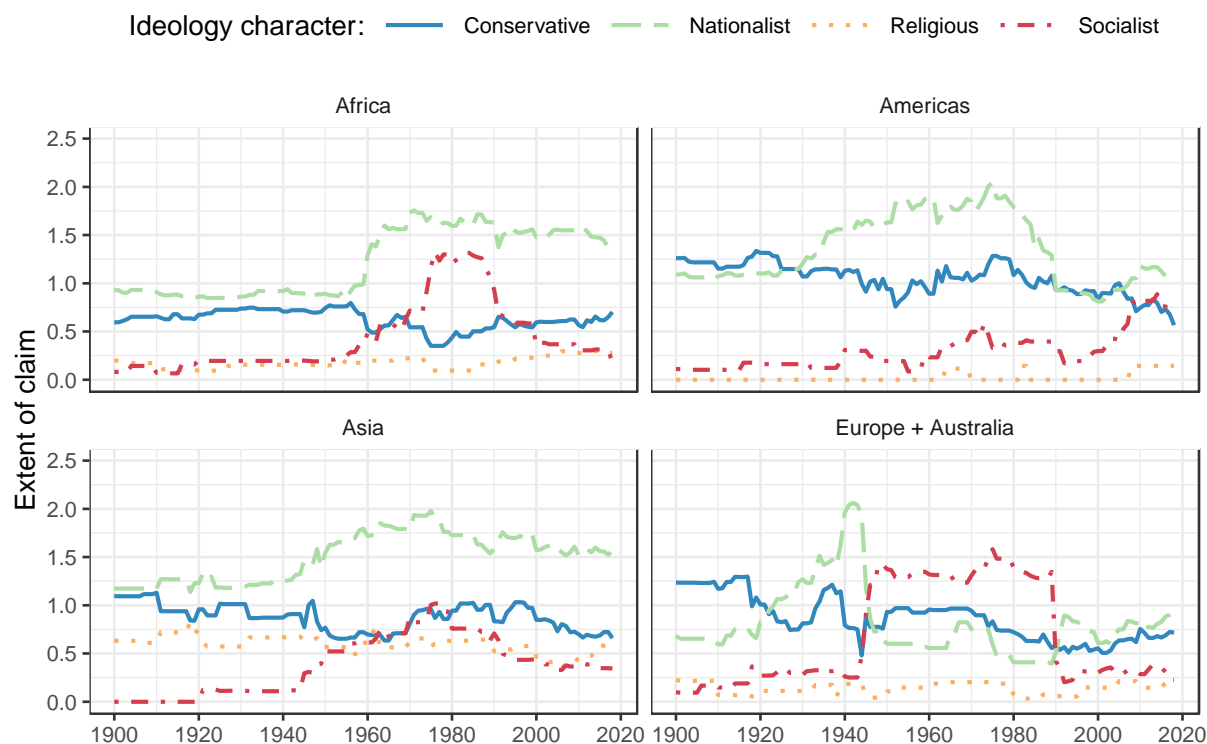 Ideology character: Conservative Nationalist Religious Socialist
Africa Americas
2.5
2.0
1.5
1.0
0.5
0.0
Asia Europe + Australia
2.5
2.0
1.5
1.0
0.5
0.0
Extent of claim
1900 1920 1940 1960 1980 2000 2020 1900 1920 1940 1960 1980 2000 2020